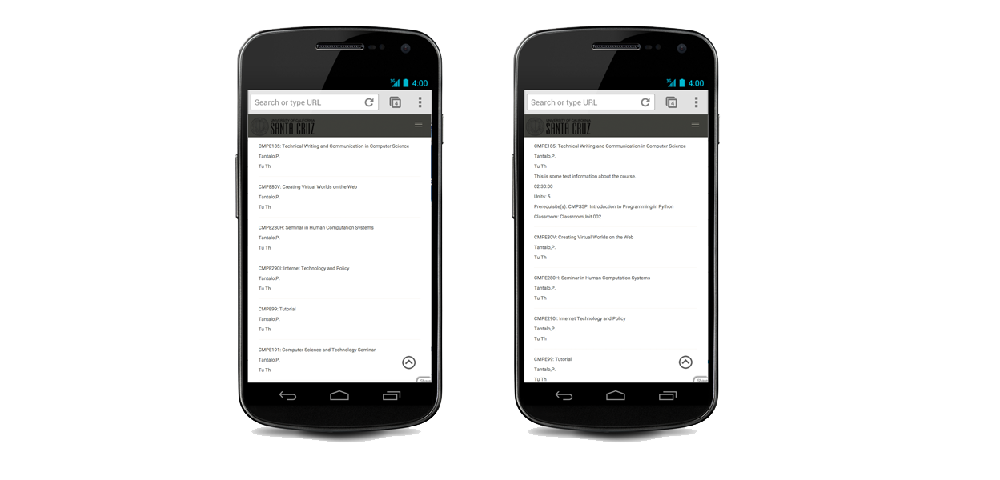 3G 4:00
Search or type URL 4
UNIVERSITY OF CALIFORNIA
SANTA CRUZ
CMPE185: Technical Writing and Communication in Computer Science
Tantalo,P.
Tu Th
CMPE80V: Creating Virtual Worlds on the Web
Tantalo,P.
Tu Th
CMPE280H: Seminar in Human Computation Systems
Tantalo,P.
Tu Th
CMPE290I: Internet Technology and Policy
Tantalo,P.
Tu Th
CMPE99: Tutorial
Tantalo,P.
Tu Th
CMPE191: Computer Science and Technology Seminar
Tantalo,P.
Tu Th
Share
3G 4:00
Search or type URL 4
UNIVERSITY OF CALIFORNIA
SANTA CRUZ
CMPE185: Technical Writing and Communication in Computer Science
Tantalo,P.
Tu Th
This is some test information about the course.
02:30:00
Units: 5
Prerequisite(s): CMPS5P: Introduction to Programming in Python
Classroom: ClassroomUnit 002
CMPE80V: Creating Virtual Worlds on the Web
Tantalo,P.
Tu Th
CMPE280H: Seminar in Human Computation Systems
Tantalo,P.
Tu Th
CMPE290I: Internet Technology and Policy
Tantalo,P.
Tu Th
CMPE99: Tutorial
Tantalo,P.
Tu Th
Share